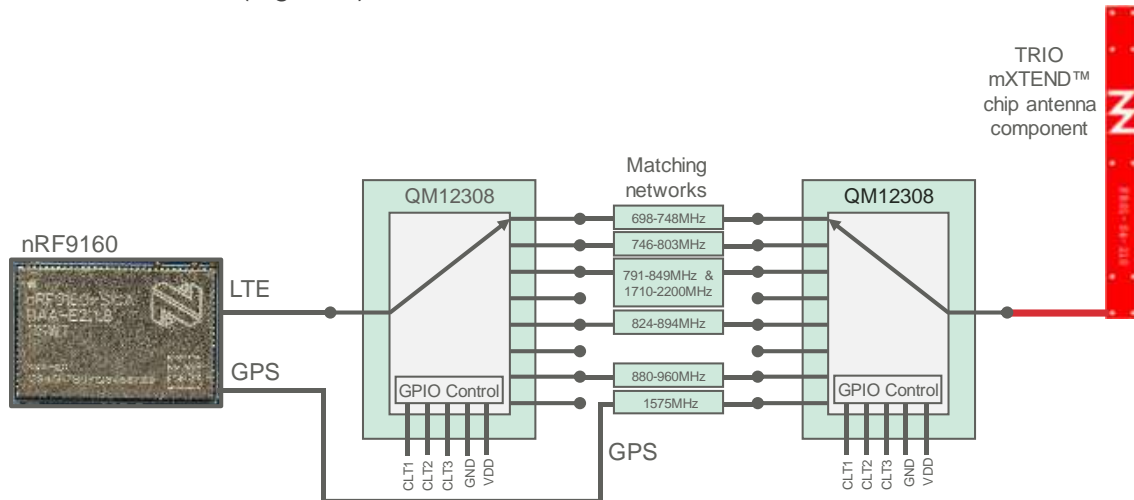 TRIO
mXTEND™
chip antenna
component
Matching
networks
QM12308
QM12308
698-748MHz
nRF9160
746-803MHz
791-849MHz &
1710-2200MHz
LTE
824-894MHz
GPS
880-960MHz
GPIO Control
GPIO Control
1575MHz
GPS
CLT1
CLT2
CLT3
GND
VDD
CLT1
CLT2
CLT3
GND
VDD